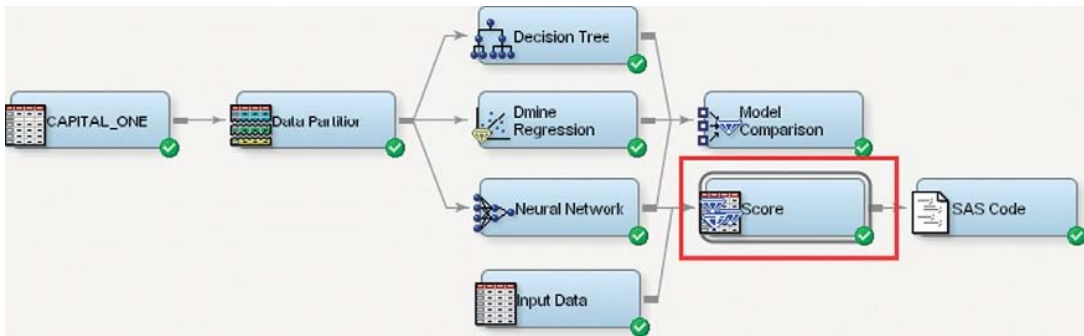 Decision Tree
CAPITAL_ONE
Data Partition
Dmine
Regression
Model
Comparison
Neural Network
Score
SAS Code
Input Data